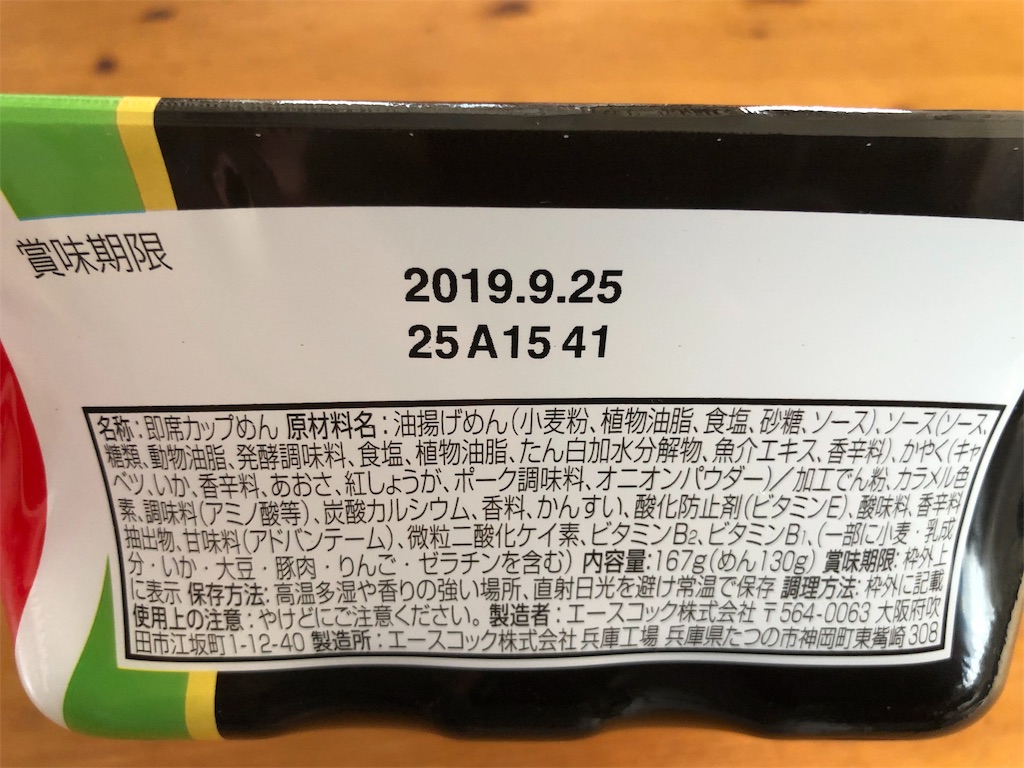 賞味期限
2019.9.25
25A15 41
名称:即席カップめん 原材料名:油揚げめん(小麦粉、植物油脂、食塩、砂糖、ソース)、ソース(ソース、
糖類、動物油脂、発酵調味料、食塩、植物油脂、たん白加水分解物、魚介エキス、香辛料)、かやく(キャ
ベツ、いか、香辛料、あおさ、紅しょうが、ポーク調味料、オニオンパウダー)/加工でん粉、カラメル色
素、調味料(アミノ酸等)、炭酸カルシウム、香料、かんすい、酸化防止剤(ビタミンE)、酸味料、香辛料
抽出物、甘味料(アドバンテーム)、微粒二酸化ケイ素、ビタミンB2、ビタミンB1、(一部に小麦・乳成
分・いか・大豆・豚肉・りんご・ゼラチンを含む) 内容量:167g(めん130g) 賞味期限:枠外上
に表示 保存方法:高温多湿や香りの強い場所、直射日光を避け常温で保存 調理方法:枠外に記載
使用上の注意:やけどにご注意ください。製造者:エースコック株式会社 〒564-0063 大阪府吹
田市江坂町1-12-40 製造所:エースコック株式会社 兵庫工場 兵庫県たつの市神岡町東觜崎308